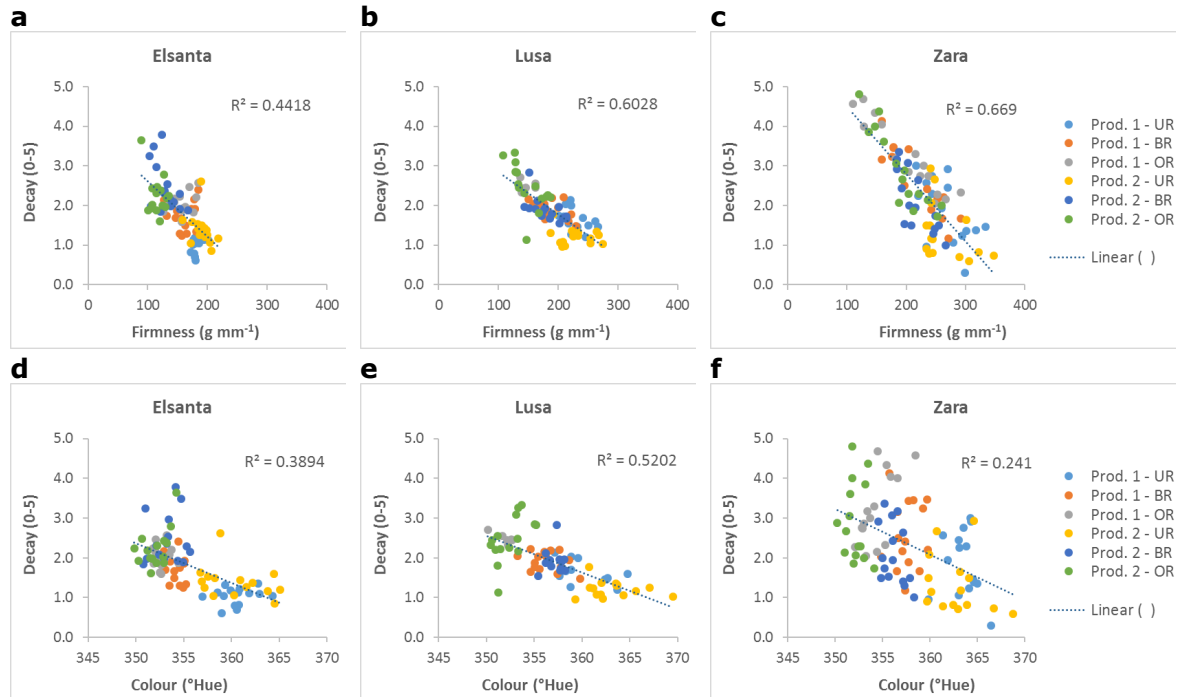 a
b
c
Elsanta
Lusa
Zara
R² = 0.4418
R² = 0.6028
R² = 0.669
Decay (0-5)
5.0
4.0
3.0
2.0
1.0
0.0
0 100 200 300 400
Firmness (g mm⁻¹)
Decay (0-5)
5.0
4.0
3.0
2.0
1.0
0.0
0 100 200 300 400
Firmness (g mm⁻¹)
Decay (0-5)
5.0
4.0
3.0
2.0
1.0
0.0
0 100 200 300 400
Firmness (g mm⁻¹)
Prod. 1 - UR
Prod. 1 - BR
Prod. 1 - OR
Prod. 2 - UR
Prod. 2 - BR
Prod. 2 - OR
Linear ( )
d
e
f
Elsanta
Lusa
Zara
R² = 0.3894
R² = 0.5202
R² = 0.241
Decay (0-5)
5.0
4.0
3.0
2.0
1.0
0.0
345 350 355 360 365 370
Colour (°Hue)
Decay (0-5)
5.0
4.0
3.0
2.0
1.0
0.0
345 350 355 360 365 370
Colour (°Hue)
Decay (0-5)
5.0
4.0
3.0
2.0
1.0
0.0
345 350 355 360 365 370
Colour (°Hue)
Prod. 1 - UR
Prod. 1 - BR
Prod. 1 - OR
Prod. 2 - UR
Prod. 2 - BR
Prod. 2 - OR
Linear ( )